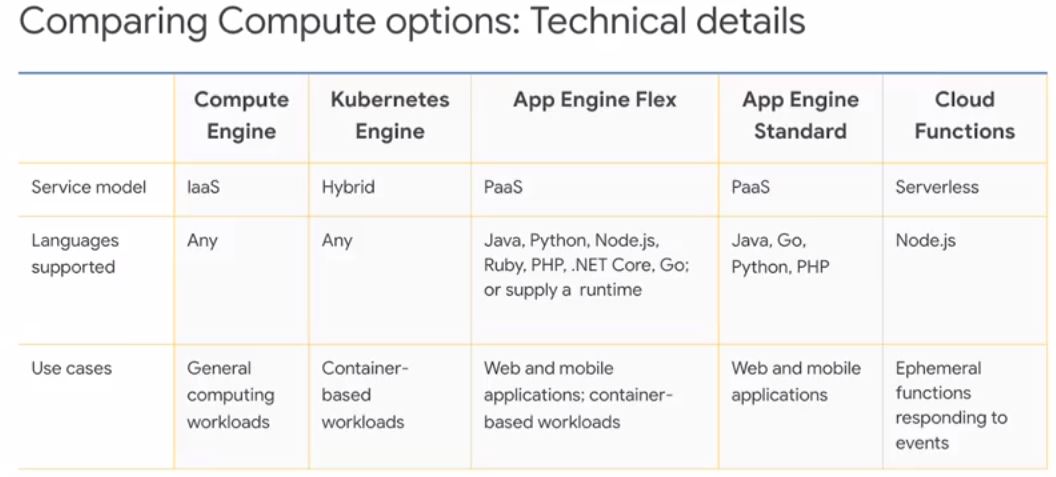 Comparing Compute options: Technical details
Compute
Engine
Kubernetes
Engine
App Engine Flex
App Engine
Standard
Cloud
Functions
Service model
IaaS
Hybrid
PaaS
PaaS
Serverless
Languages
supported
Any
Any
Java, Python, Node.js,
Ruby, PHP, .NET Core, Go;
or supply a runtime
Java, Go,
Python, PHP
Node.js
Use cases
General
computing
workloads
Container-
based
workloads
Web and mobile
applications; container-
based workloads
Web and mobile
applications
Ephemeral
functions
responding to
events